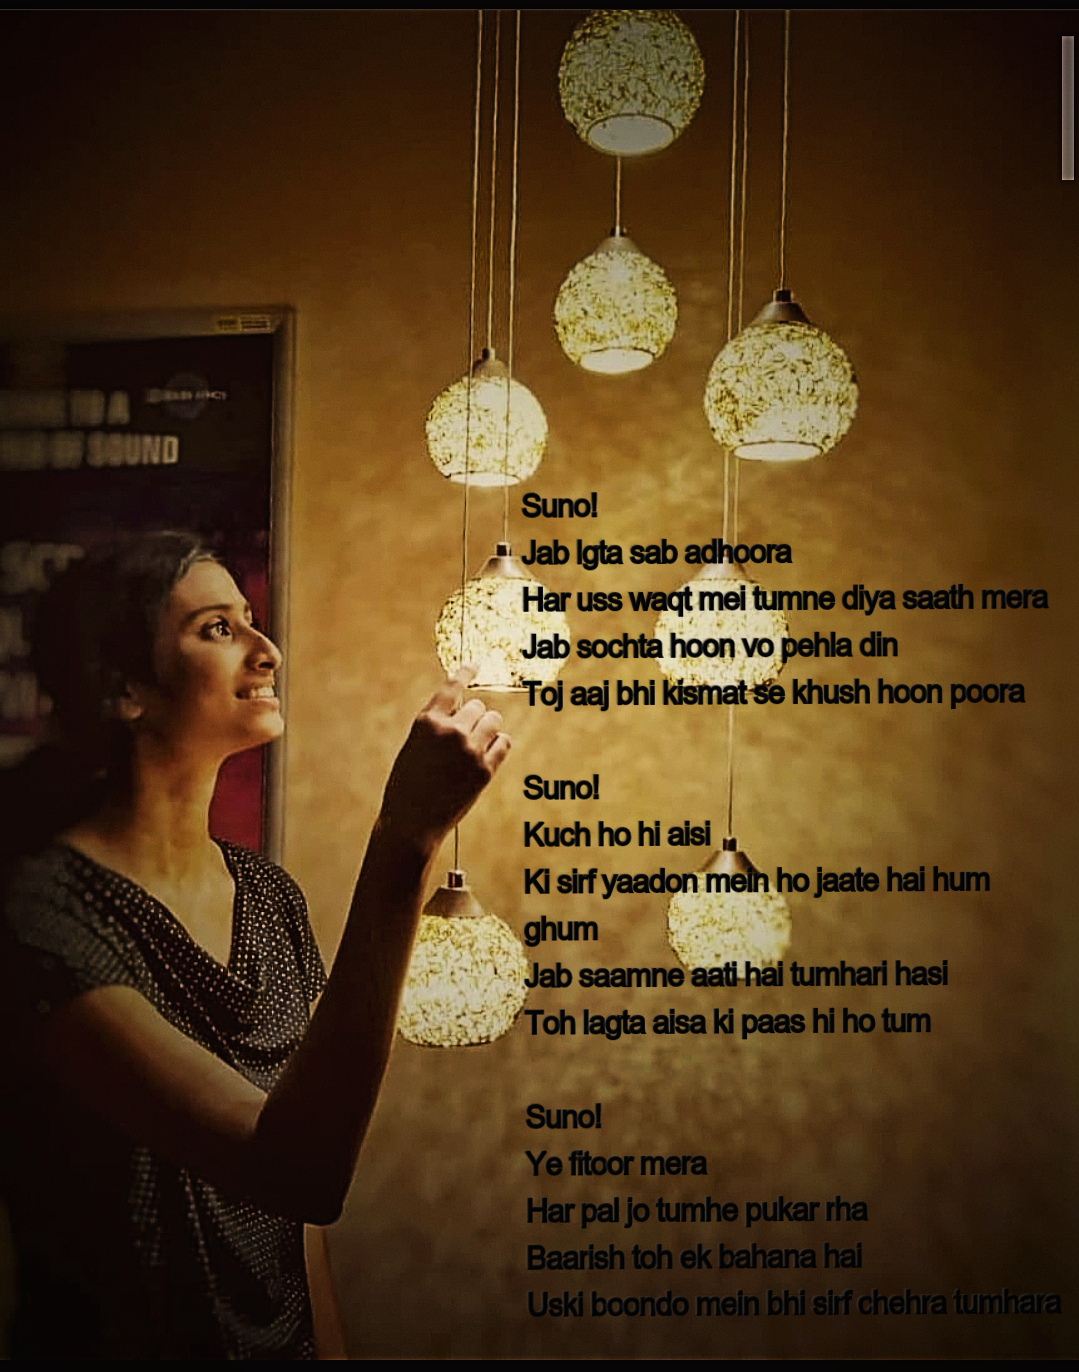 SOUND
Suno!
Jab lgta sab adhoora
Har uss waqt mei tumne diya saath mera
Jab sochta hoon vo pehla din
Toj aaj bhi kismat se khush hoon poora
Suno!
Kuch ho hi aisi
Ki sirf yaadon mein ho jaate hai hum
ghum
Jab saamne aati hai tumhari hasi
Toh lagta aisa ki paas hi ho tum
Suno!
Ye fitoor mera
Har pal jo tumhe pukar rha
Baarish toh ek bahana hai
Uski boondo mein bhi sirf chehra tumhara